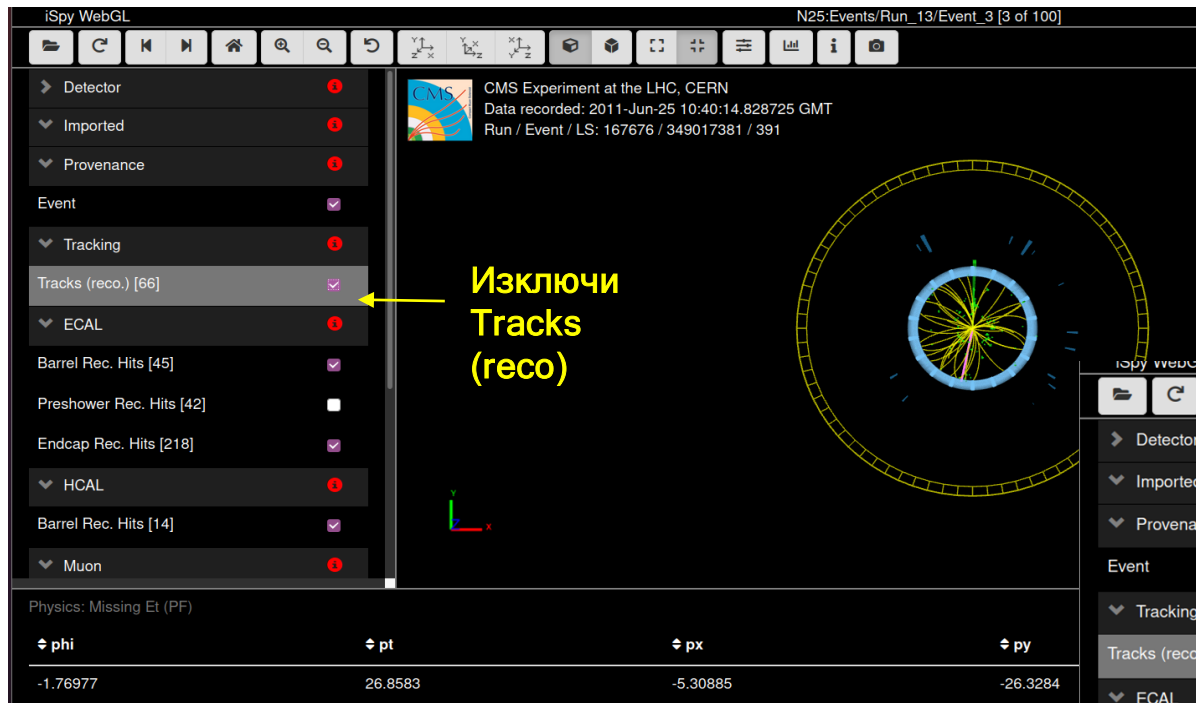 iSpy WebGL
N25:Events/Run_13/Event_3 [3 of 100]
Detector
Imported
Provenance
Event
Tracking
Tracks (reco.) [66]
ECAL
Barrel Rec. Hits [45]
Preshower Rec. Hits [42]
Endcap Rec. Hits [218]
HCAL
Barrel Rec. Hits [14]
Muon
CMS
CMS Experiment at the LHC, CERN
Data recorded: 2011-Jun-25 10:40:14.828725 GMT
Run / Event / LS: 167676 / 349017381 / 391
Изключи
Tracks
(reco)
Y
X
Physics: Missing Et (PF)
phi pt px py
-1.76977 26.8583 -5.30885 -26.3284
iSpy WebG
Detector
Imported
Provena
Event
Tracking
Tracks (reco
ECAL